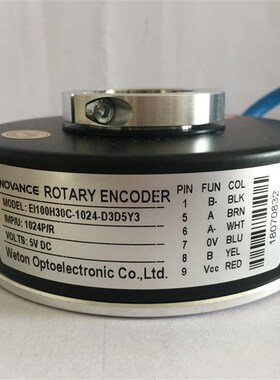 NOVANCE ROTARY ENCODER
MODEL: EI100H30C-1024-D3D5Y3
IMPIU: 1024P/R
VOLTS: 5V DC
Weton Optoelectronic Co.,Ltd.
PIN FUN COL
1 B- BLK
5 A BRN
6 A- WHT
7 0V BLU
8 B YEL
9 Vcc RED
18070832